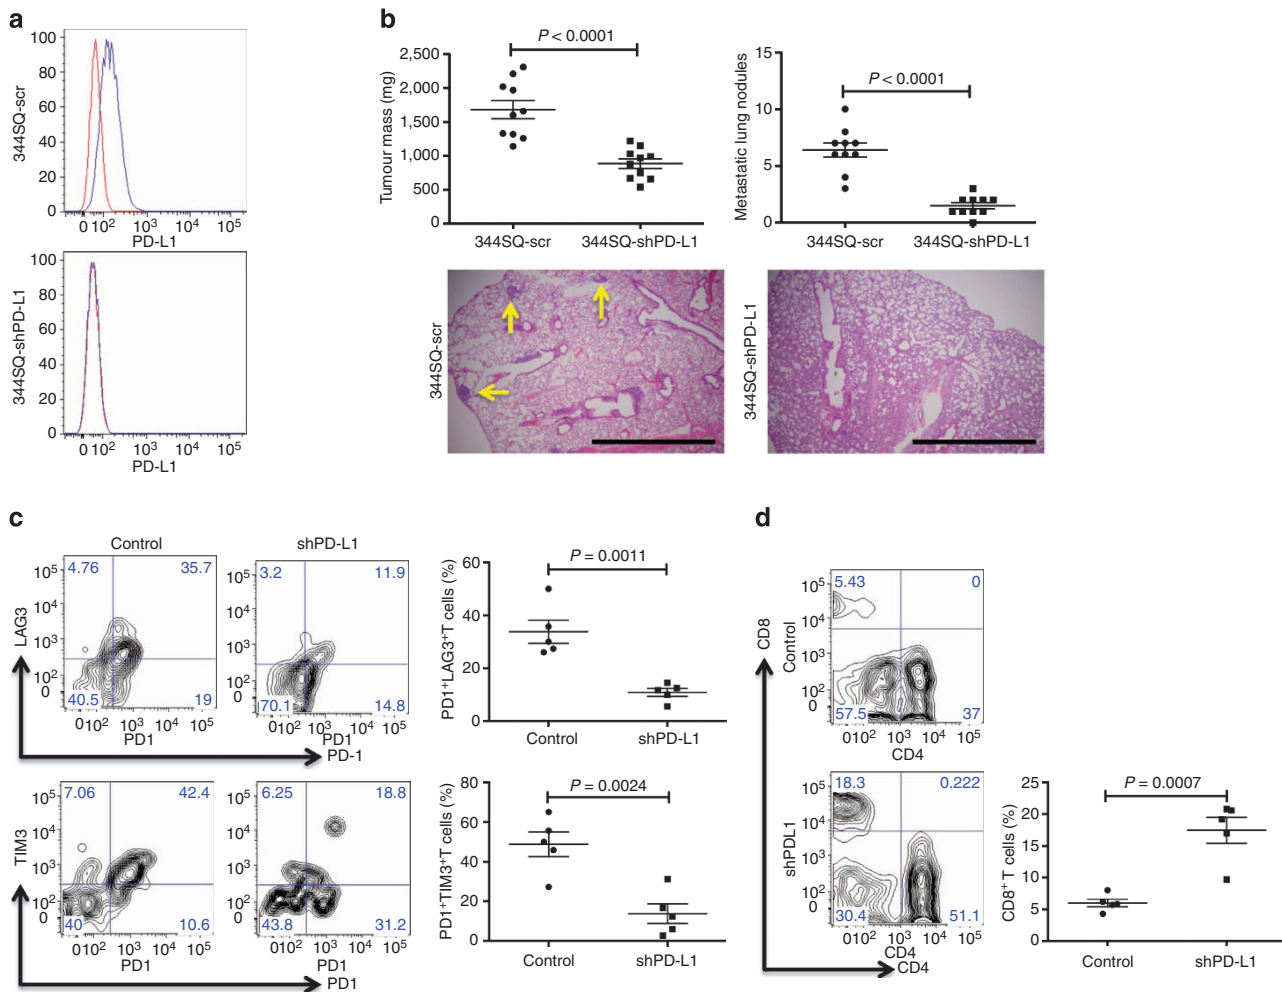 a
100
80
60
40
20
0
344SQ-scr
0 10² 10³ 10⁴ 10⁵
PD-L1
100
80
60
40
20
0
344SQ-shPD-L1
0 10² 10³ 10⁴ 10⁵
PD-L1
b
P < 0.0001
2,500
2,000
1,500
1,000
500
0
Tumour mass (mg)
344SQ-scr 344SQ-shPD-L1
P < 0.0001
15
10
5
0
Metastatic lung nodules
344SQ-scr 344SQ-shPD-L1
344SQ-scr
344SQ-shPD-L1
c
Control
shPD-L1
LAG3
10⁵
10⁴
10³
10²
0
4.76 35.7
40.5 19
0 10² 10³ 10⁴ 10⁵
PD1
10⁵
10⁴
10³
10²
0
3.2 11.9
70.1 14.8
0 10² 10³ 10⁴ 10⁵
PD1
PD-1
P = 0.0011
60
40
20
0
PD1⁺LAG3⁺T cells (%)
Control shPD-L1
TIM3
10⁵
10⁴
10³
10²
0
7.06 42.4
40 10.6
0 10² 10³ 10⁴ 10⁵
PD1
10⁵
10⁴
10³
10²
0
6.25 18.8
43.8 31.2
0 10² 10³ 10⁴ 10⁵
PD1
PD1
P = 0.0024
80
60
40
20
0
PD1⁺TIM3⁺T cells (%)
Control shPD-L1
d
CD8
Control
10⁵
10⁴
10³
10²
0
5.43 0
57.5 37
0 10² 10³ 10⁴ 10⁵
CD4
shPDL1
10⁵
10⁴
10³
10²
0
18.3 0.222
30.4 51.1
0 10² 10³ 10⁴ 10⁵
CD4
CD4
P = 0.0007
25
20
15
10
5
0
CD8⁺ T cells (%)
Control shPD-L1